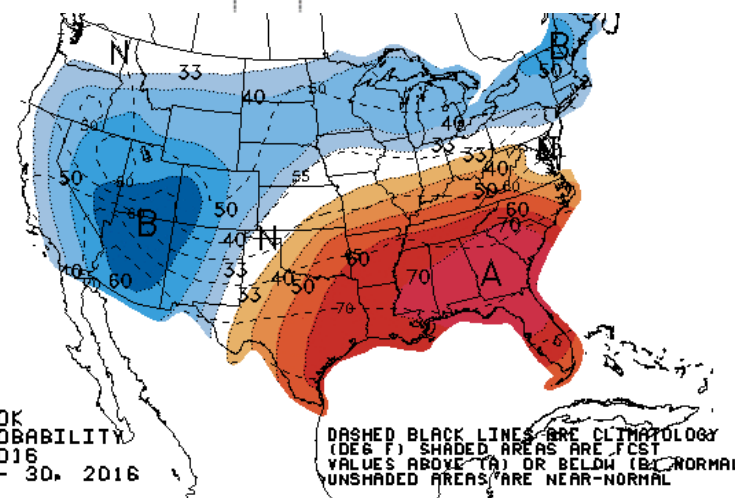 N
33
B
50
40
50
40
33
50
33
40
N
50
60
55
50
60
B
60
70
50
40
N
60
33
40
50
70
A
40
60
33
70
OK
OBABILITY
016
- 30, 2016
DASHED BLACK LINES ARE CLIMATOLOGY
(DEG F) SHADED AREAS ARE FCST
VALUES ABOVE (A) OR BELOW (B) NORMAL
UNSHADED AREAS ARE NEAR-NORMAL